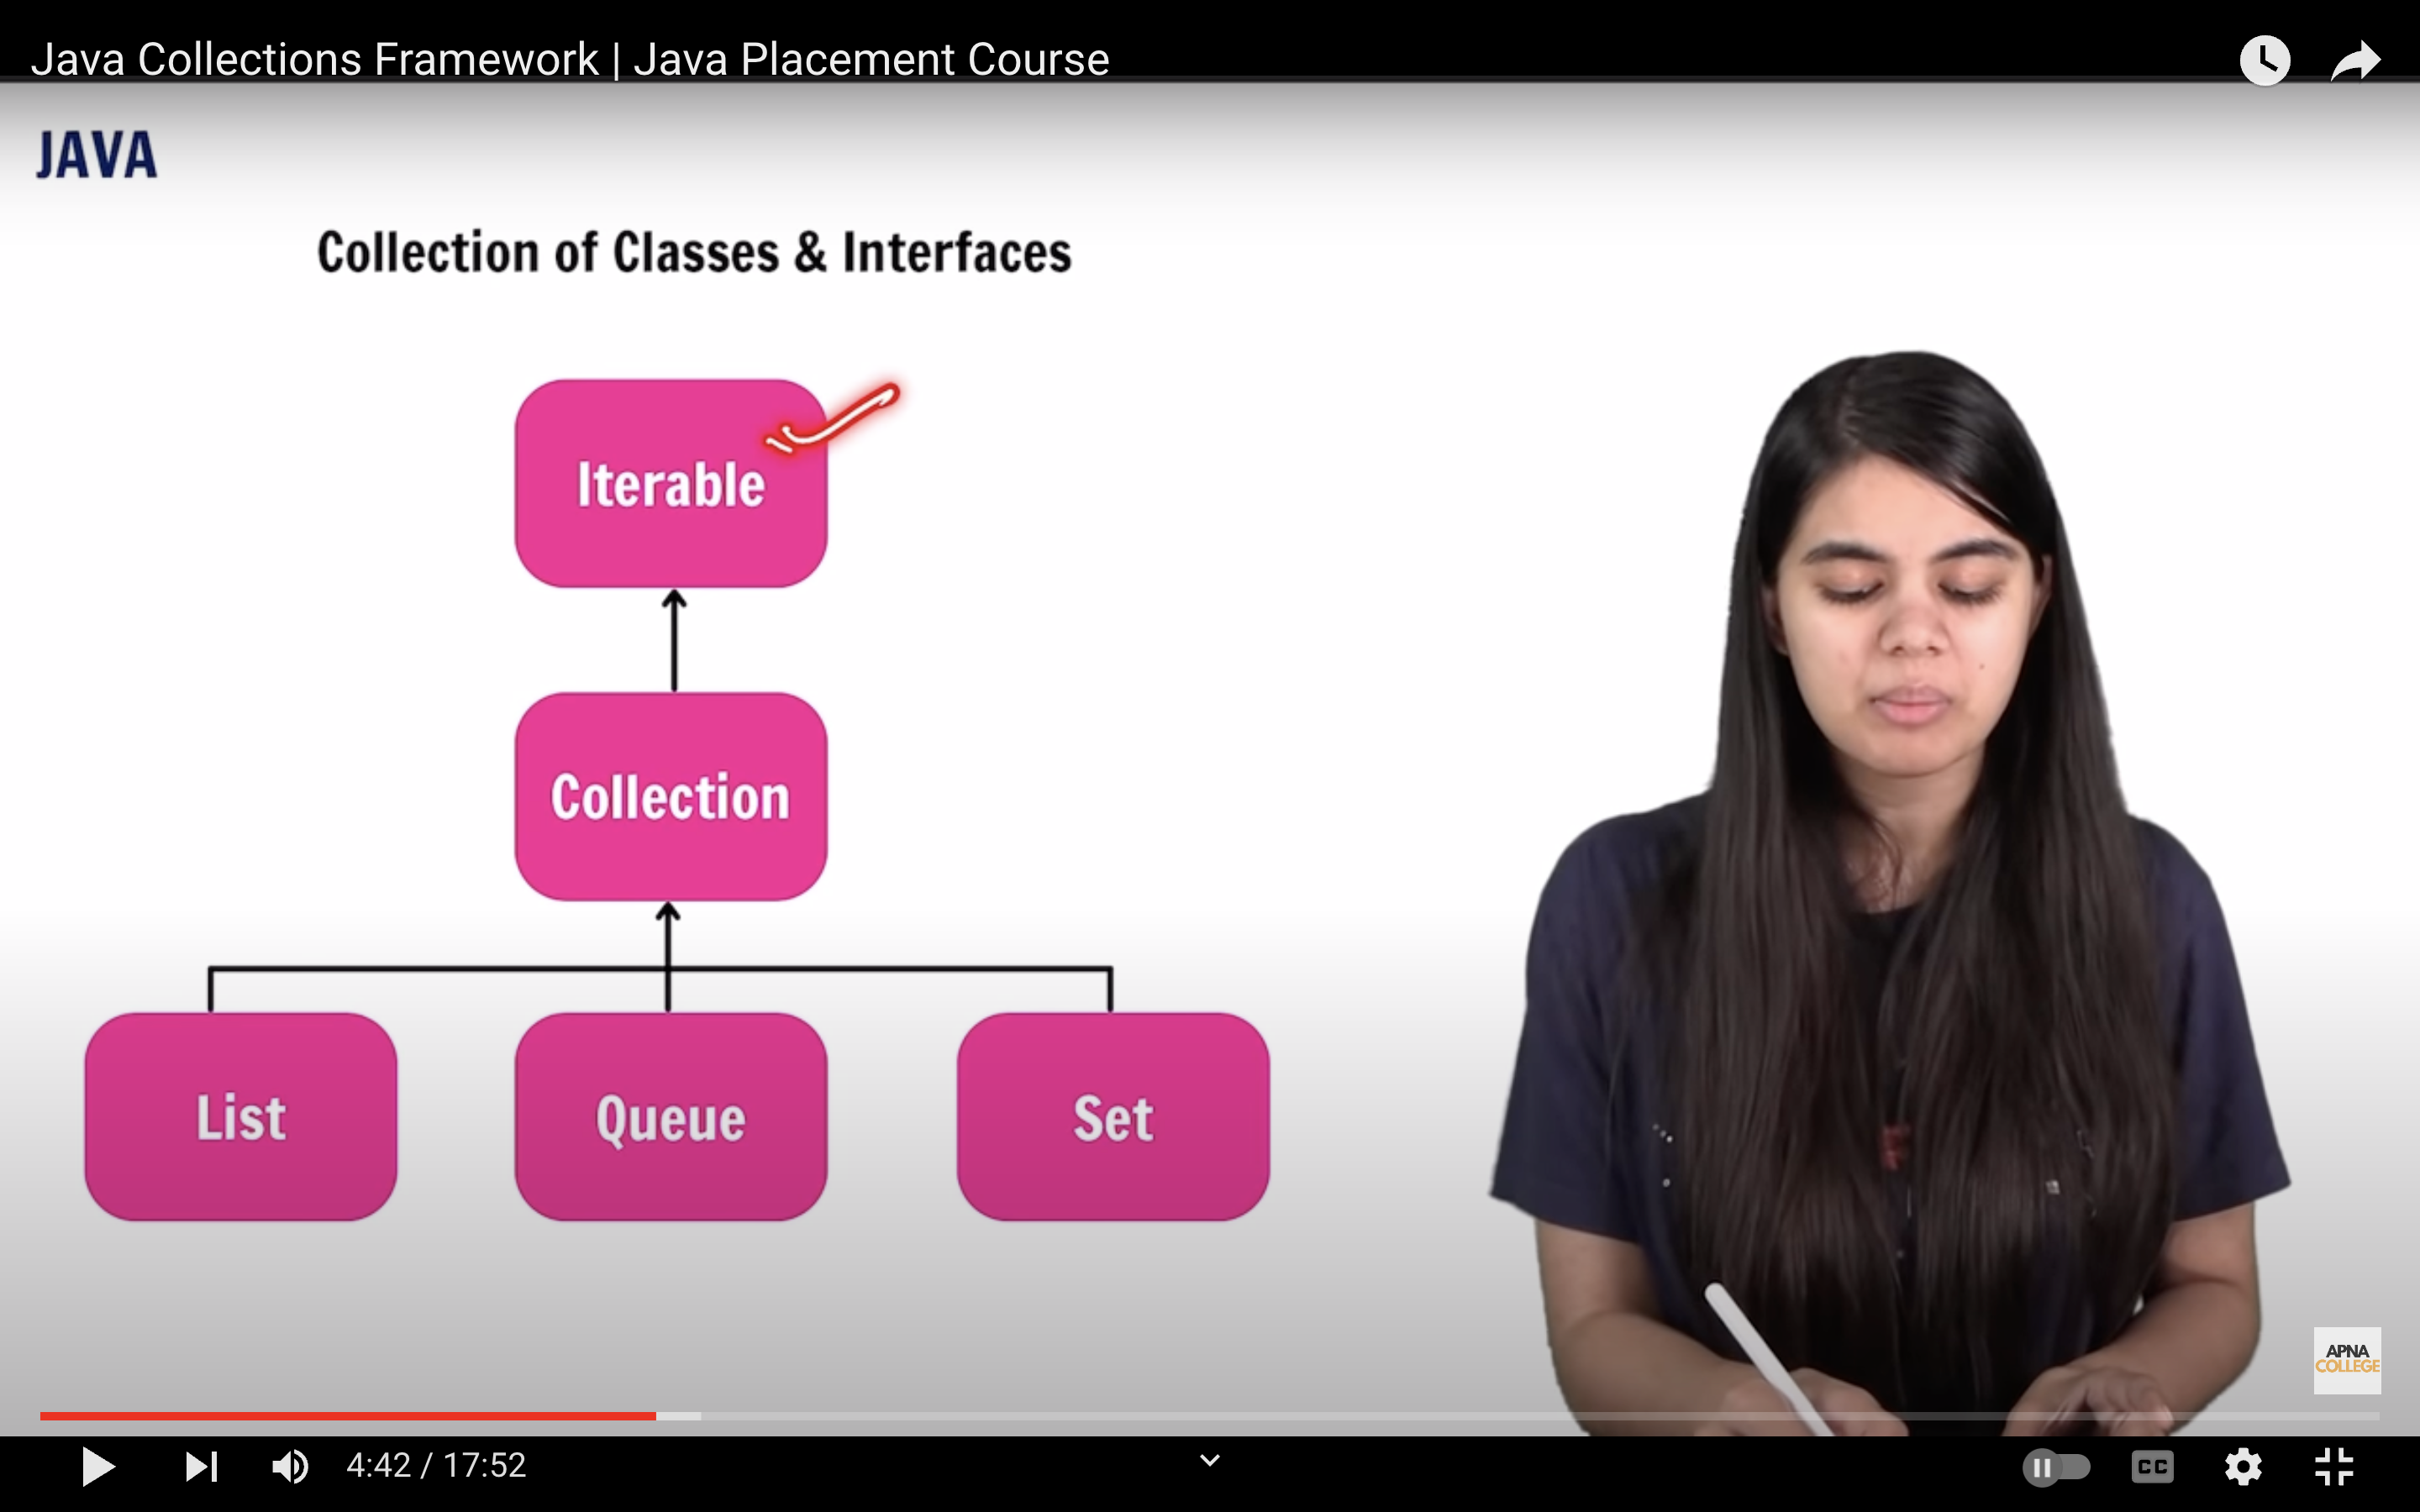 Java Collections Framework | Java Placement Course
JAVA
Collection of Classes & Interfaces
Iterable
Collection
List
Queue
Set
APNA
COLLEGE
4:42 / 17:52
CC